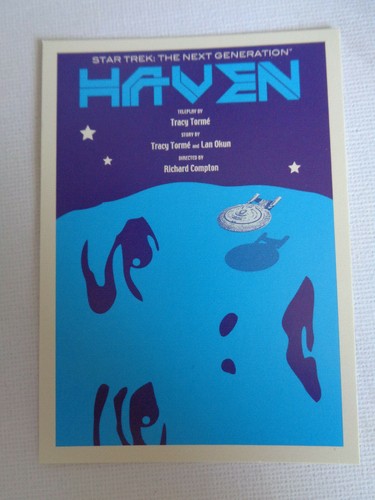 STAR TREK: THE NEXT GENERATION™
HAVEN
TELEPLAY BY
Tracy Tormé
STORY BY
Tracy Tormé AND Lan Okun
DIRECTED BY
Richard Compton